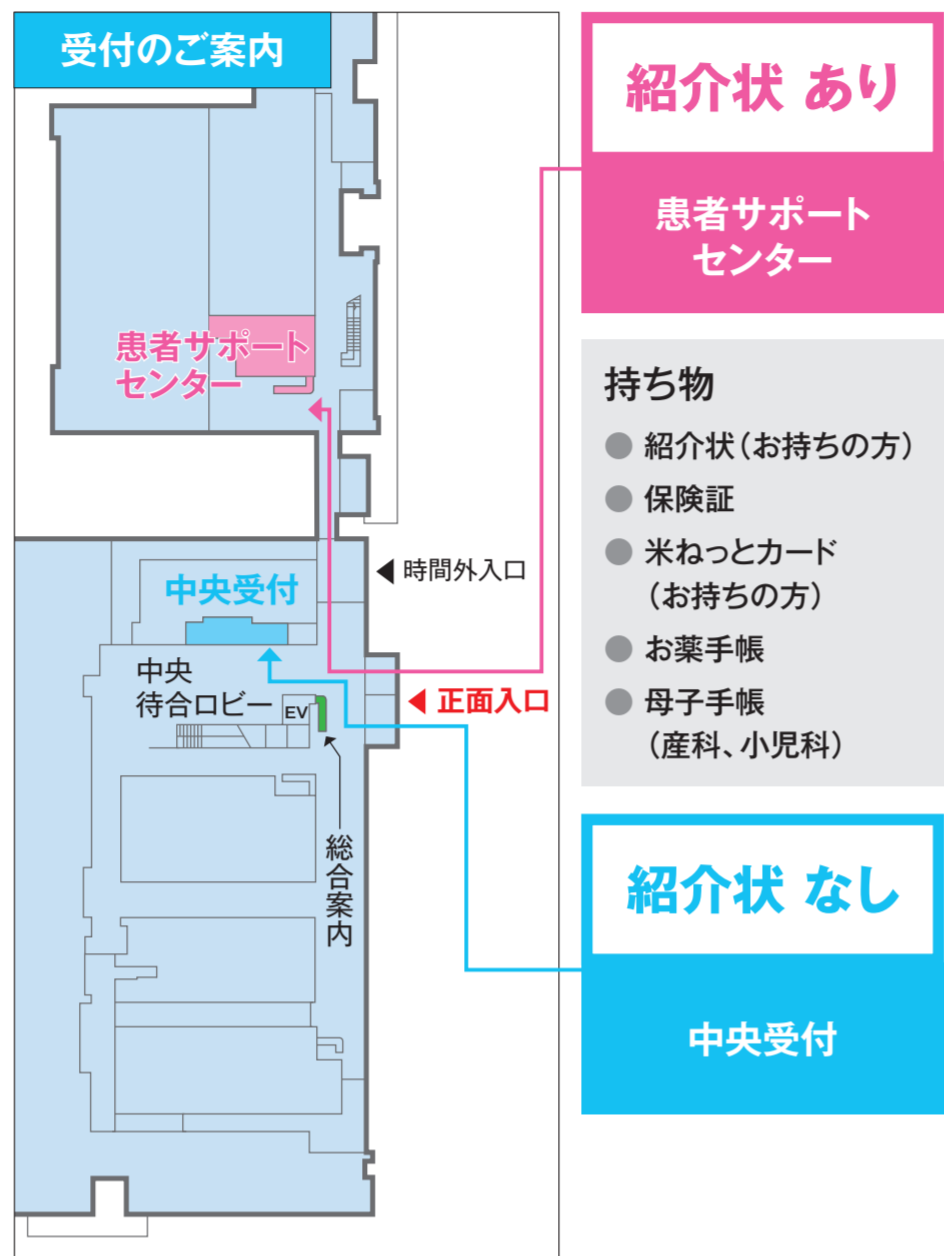 受付のご案内
紹介状 あり
患者サポート
センター
患者サポート
センター
持ち物
● 紹介状(お持ちの方)
● 保険証
● 米ねっとカード
(お持ちの方)
● お薬手帳
● 母子手帳
(産科、小児科)
時間外入口
中央受付
中央
待合ロビー
EV
正面入口
総合案内
紹介状 なし
中央受付